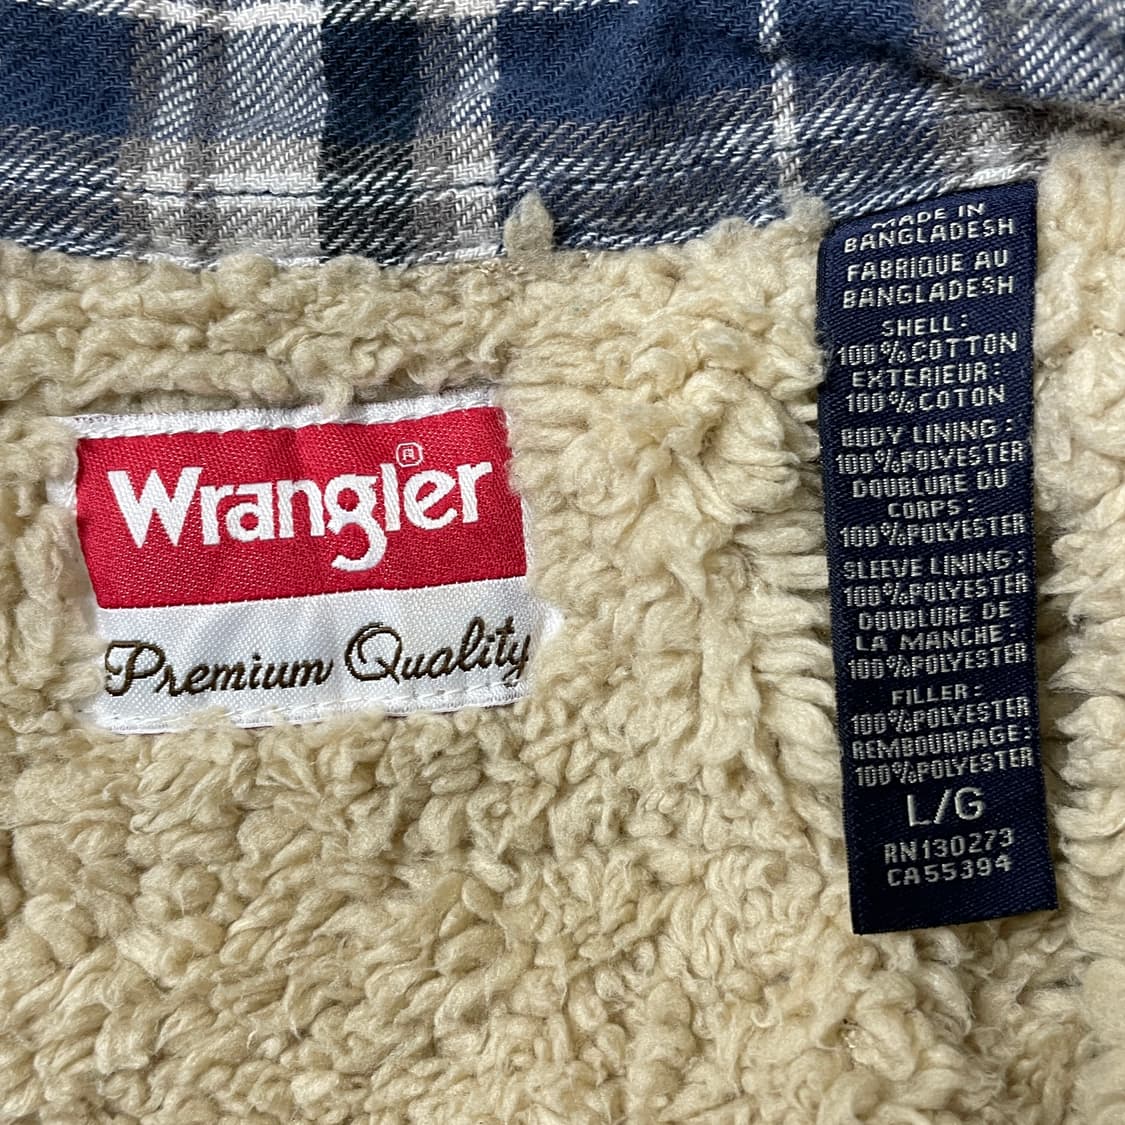 Wrangler®
Premium Quality
MADE IN
BANGLADESH
FABRIQUE AU
BANGLADESH
SHELL:
100%COTTON
EXTERIEUR:
100%COTON
BODY LINING:
100%POLYESTER
DOUBLURE DU
CORPS:
100%POLYESTER
SLEEVE LINING:
100%POLYESTER
DOUBLURE DE
LA MANCHE:
100%POLYESTER
FILLER:
100%POLYESTER
REMBOURRAGE:
100%POLYESTER
L/G
RN130273
CA55394